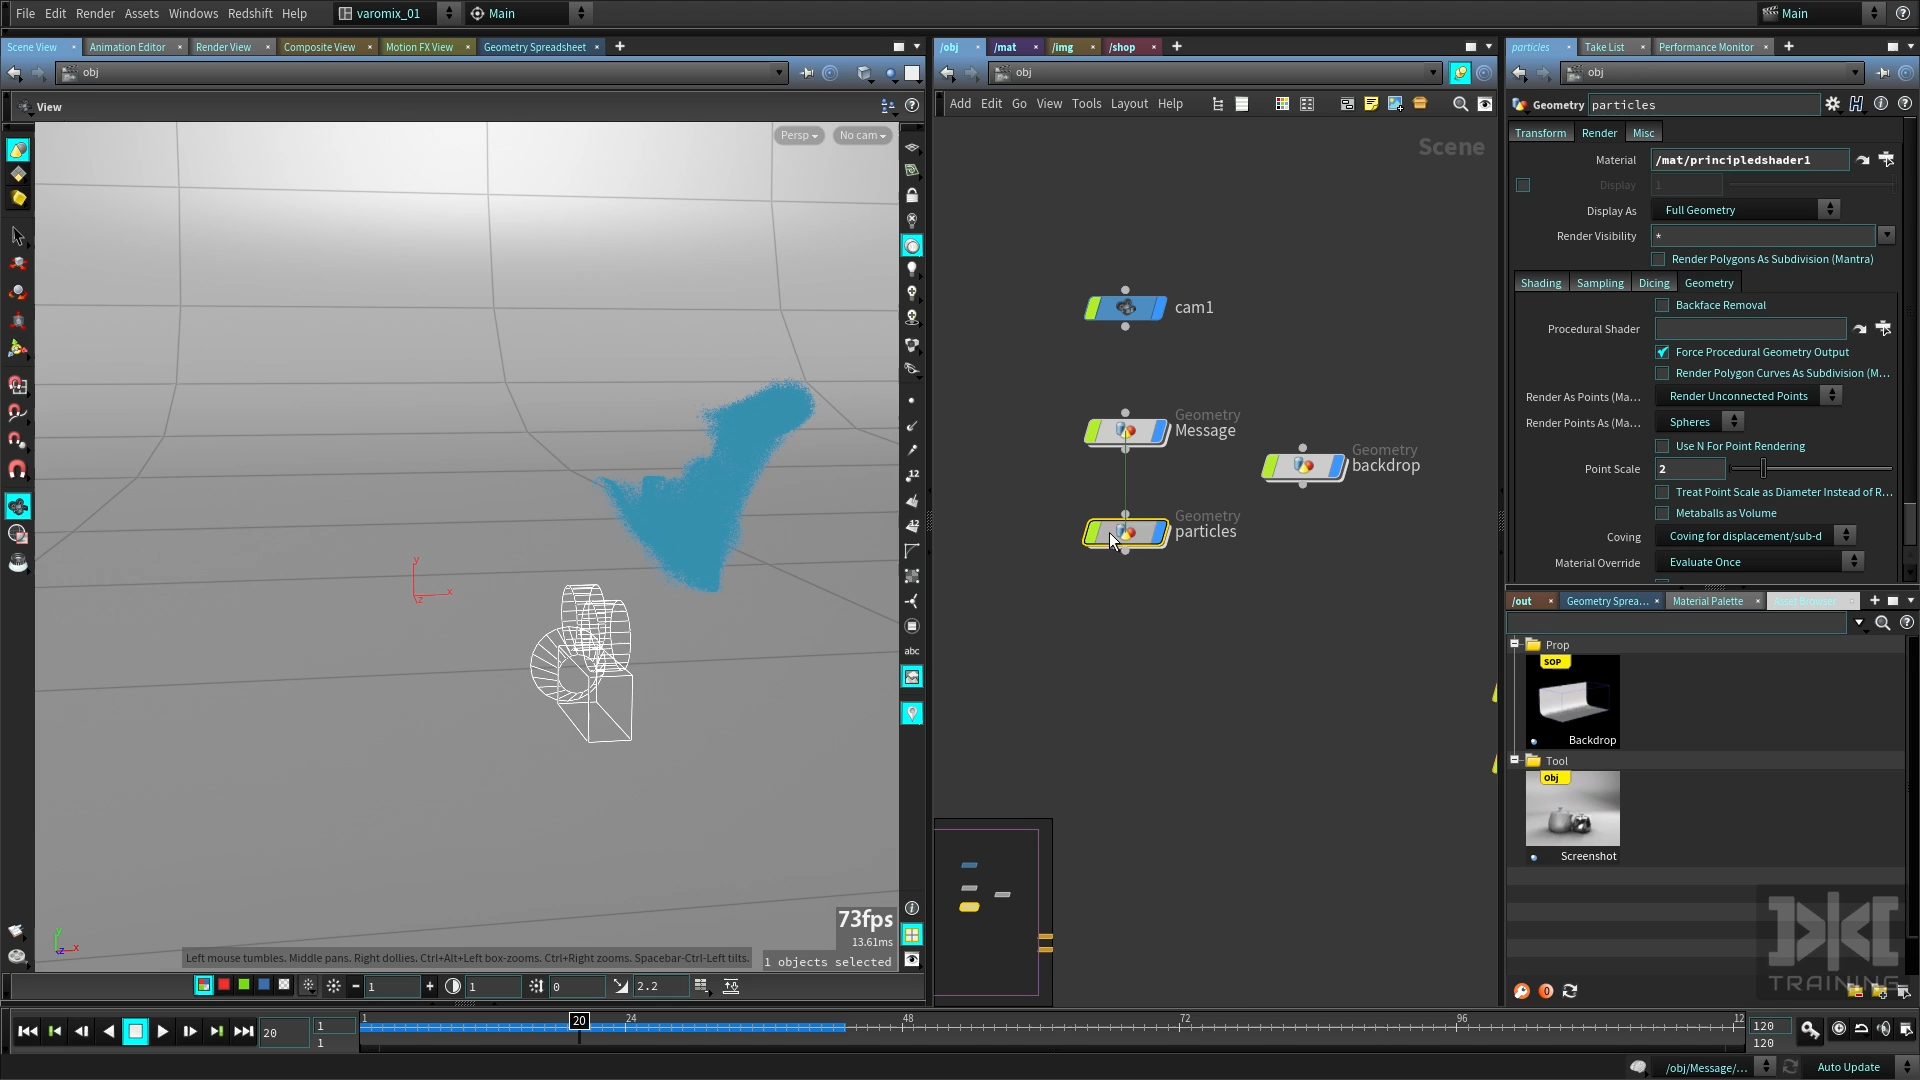 File Edit Render Assets Windows Redshift Help varomix_01 Main Main
Scene View Animation Editor Render View Composite View Motion FX View Geometry Spreadsheet
/obj /mat /img /shop
particles Take List Performance Monitor
obj
obj
obj
View
Add Edit Go View Tools Layout Help
Geometry particles
Persp No cam
Scene
Transform Render Misc
Material /mat/principledshader1
Display 1
Display As Full Geometry
Render Visibility *
Render Polygons As Subdivision (Mantra)
Shading Sampling Dicing Geometry
Backface Removal
Procedural Shader
Force Procedural Geometry Output
Render Polygon Curves As Subdivision (M...
Render As Points (Ma... Render Unconnected Points
Render Points As (Ma... Spheres
Use N For Point Rendering
Point Scale 2
Treat Point Scale as Diameter Instead of R...
Metaballs as Volume
Coving Coving for displacement/sub-d
Material Override Evaluate Once
cam1
Geometry
Message
Geometry
backdrop
Geometry
particles
y
x
z
12
12
abc
/out Geometry Sprea... Material Palette Asset Browser
Prop
SOP
Backdrop
Tool
Obj
Screenshot
TRAINING
0
73fps
13.61ms
y
z x
Left mouse tumbles. Middle pans. Right dollies. Ctrl+Alt+Left box-zooms. Ctrl+Right zooms. Spacebar-Ctrl-Left tilts.
1 objects selected
1 1 0 2.2
20 1 1
1 20 24 48 72 96 12
120
120
/obj/Message/... Auto Update